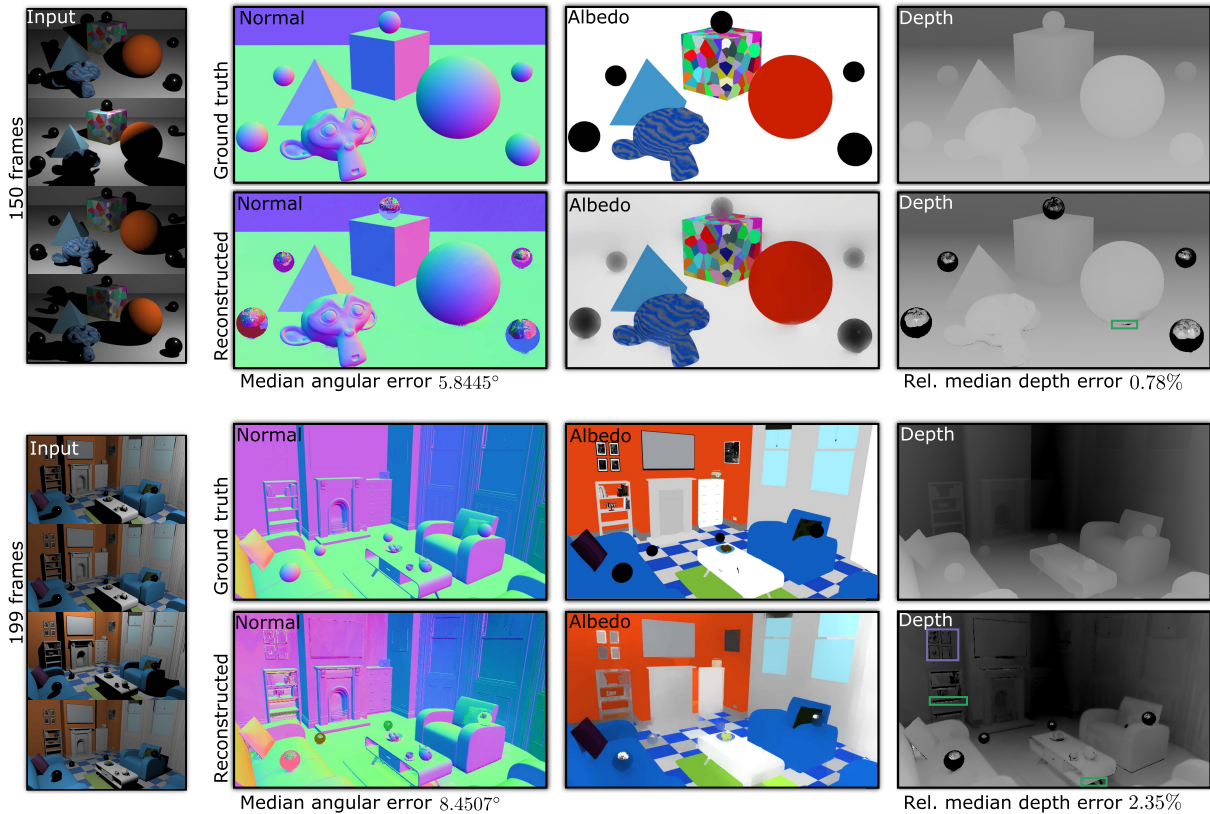 Input
Normal
Albedo
Depth
Ground truth
150 frames
Normal
Albedo
Depth
Reconstructed
Median angular error 5.8445°
Rel. median depth error 0.78%
Input
Normal
Albedo
Depth
Ground truth
199 frames
Normal
Albedo
Depth
Reconstructed
Median angular error 8.4507°
Rel. median depth error 2.35%